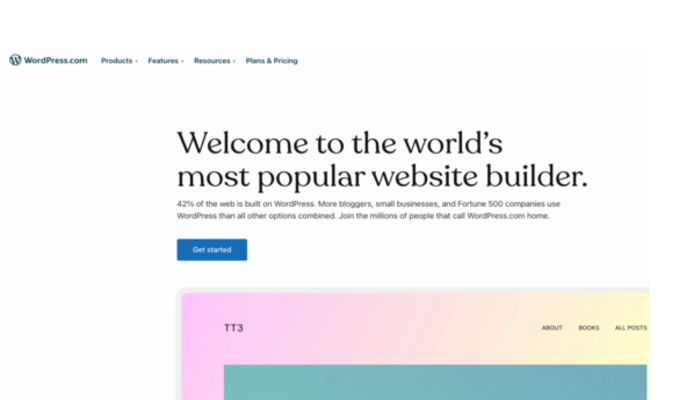 WordPress.com Products Features Resources Plans & Pricing
Welcome to the world's
most popular website builder.
42% of the web is built on WordPress. More bloggers, small businesses, and Fortune 500 companies use
WordPress than all other options combined. Join the millions of people that call WordPress.com home.
Get started
TT3 ABOUT BOOKS ALL POSTS